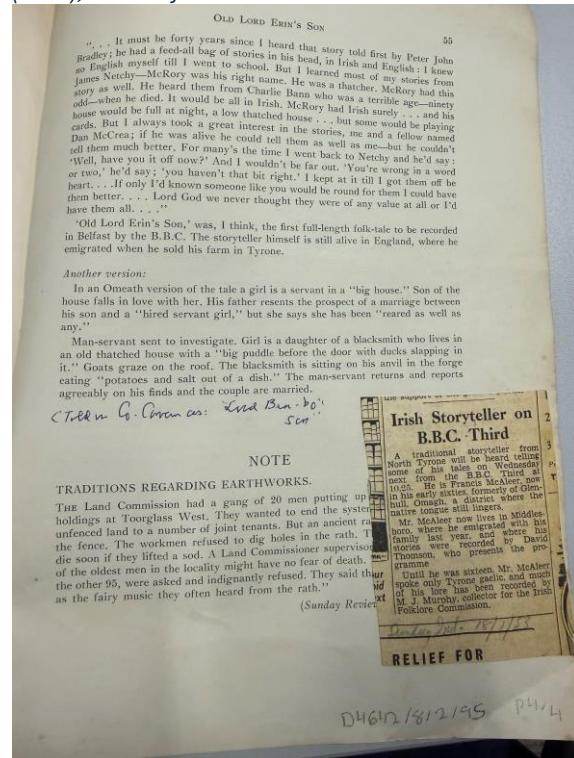 OLD LORD ERIN'S SON
55
". . . It must be forty years since I heard that story told first by Peter John
Bradley; he had a feed-all bag of stories in his head, in Irish and English: I knew
no English myself till I went to school. But I learned most of my stories from
James Netchy—McRory was his right name. He was a thatcher. McRory had this
story as well. He heard them from Charlie Bann who was a terrible age—ninety
odd—when he died. It would be all in Irish. McRory had Irish surely . . . and his
house would be full at night, a low thatched house . . . but some would be playing
cards. But I always took a great interest in the stories, me and a fellow named
Dan McCrea; if he was alive he could tell them as well as me—but he couldn't
tell them much better. For many's the time I went back to Netchy and he'd say:
'Well, have you it off now?' And I wouldn't be far out. 'You're wrong in a word
or two,' he'd say; 'you haven't that bit right.' I kept at it till I got them off be
heart. . . .If only I'd known someone like you would be round for them I could have
them better. . . . Lord God we never thought they were of any value at all or I'd
have them all. . . ."
'Old Lord Erin's Son,' was, I think, the first full-length folk-tale to be recorded
in Belfast by the B.B.C. The storyteller himself is still alive in England, where he
emigrated when he sold his farm in Tyrone.
Another version:
In an Omeath version of the tale a girl is a servant in a "big house." Son of the
house falls in love with her. His father resents the prospect of a marriage between
his son and a "hired servant girl," but she says she has been "reared as well as
any."
Man-servant sent to investigate. Girl is a daughter of a blacksmith who lives in
an old thatched house with a "big puddle before the door with ducks slapping in
it." Goats graze on the roof. The blacksmith is sitting on his anvil in the forge
eating "potatoes and salt out of a dish." The man-servant returns and reports
agreeably on his finds and the couple are married.
(Told in Co. Cavan as: "Lord Ban-bo'
Son"
NOTE
TRADITIONS REGARDING EARTHWORKS.
THE Land Commission had a gang of 20 men putting up
holdings at Toorglass West. They wanted to end the system
unfenced land to a number of joint tenants. But an ancient ra
the fence. The workmen refused to dig holes in the rath. T
die soon if they lifted a sod. A Land Commissioner supervisor
of the oldest men in the locality might have no fear of death.
the other 95, were asked and indignantly refused. They said th
as the fairy music they often heard from the rath."
(Sunday Review
Irish Storyteller on
B.B.C. Third
A traditional storyteller from
North Tyrone will be heard telling
some of his tales on Wednesday
next from the B.B.C. Third at
10.25. He is Francis McAleer, now
in his early sixties, formerly of Glen-
hull, Omagh, a district where the
native tongue still lingers.
Mr. McAleer now lives in Middles-
boro, where he emigrated with his
family last year, and where his
stories were recorded by David
Thomson, who presents the pro-
gramme
Until he was sixteen, Mr. McAleer
spoke only Tyrone gaelic, and much
of his lore has been recorded by
M. J. Murphy, collector for the Irish
Folklore Commission.
Sunday Ind. 18/1/53
RELIEF FOR
D4642/8/2/95
P4.4